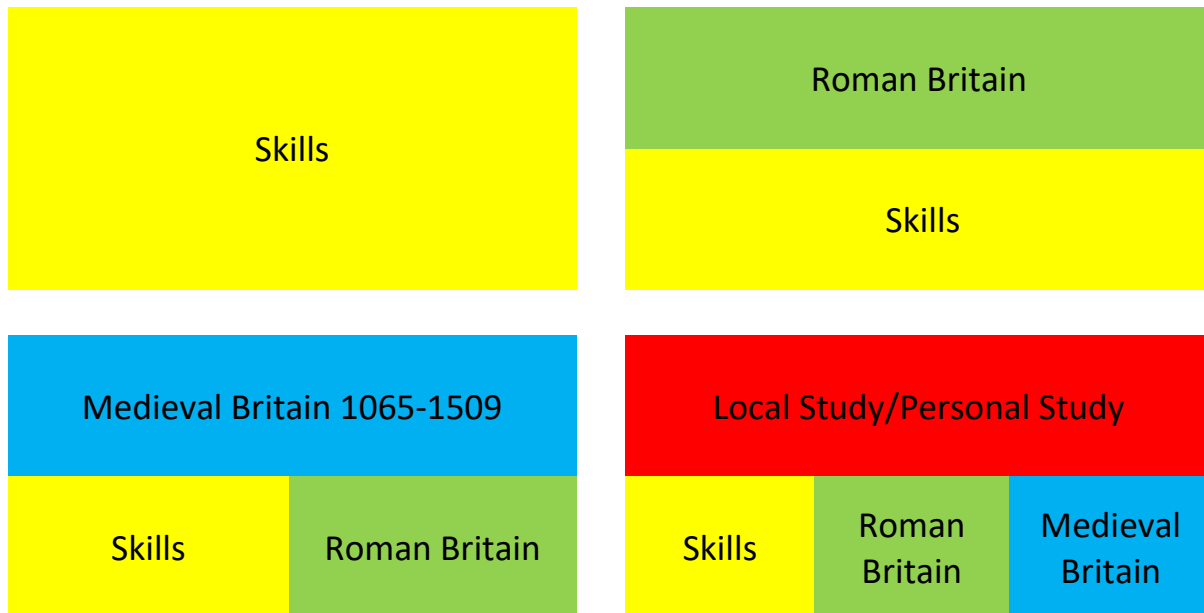 Skills
Roman Britain
Skills
Medieval Britain 1065-1509
Skills
Roman Britain
Local Study/Personal Study
Skills
Roman
Britain
Medieval
Britain